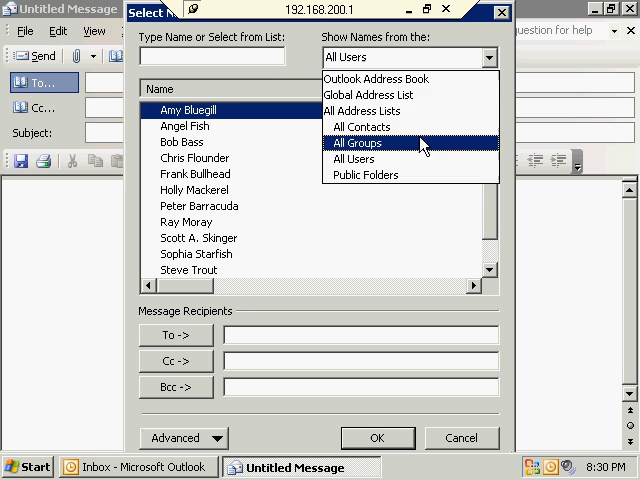 Select N
192.168.200.1
Untitled Message
File
Edit
View
question for help
Send
To...
Cc...
Subject:
Type Name or Select from List:
Show Names from the:
All Users
Outlook Address Book
Global Address List
All Address Lists
All Contacts
All Groups
All Users
Public Folders
Name
Amy Bluegill
Angel Fish
Bob Bass
Chris Flounder
Frank Bullhead
Holly Mackerel
Peter Barracuda
Ray Moray
Scott A. Skinger
Sophia Starfish
Steve Trout
Message Recipients
To ->
Cc ->
Bcc ->
Advanced
OK
Cancel
Start
Inbox - Microsoft Outlook
Untitled Message
8:30 PM